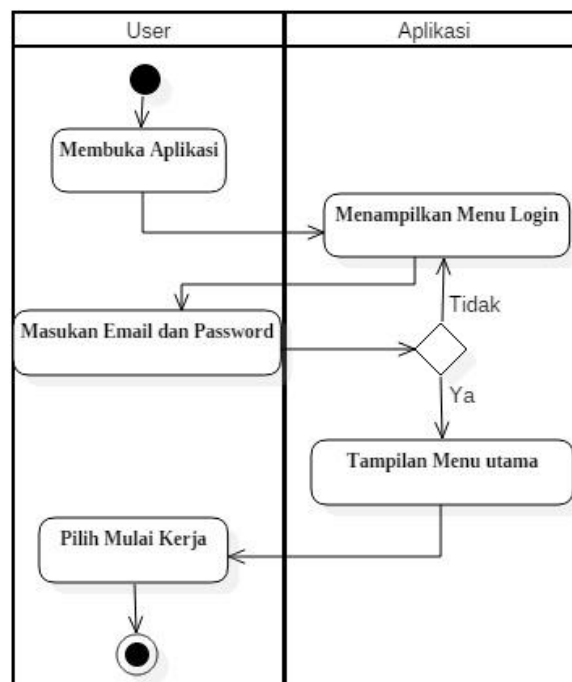 User
Aplikasi
Membuka Aplikasi
Menampilkan Menu Login
Masukan Email dan Password
Tidak
Ya
Tampilan Menu utama
Pilih Mulai Kerja